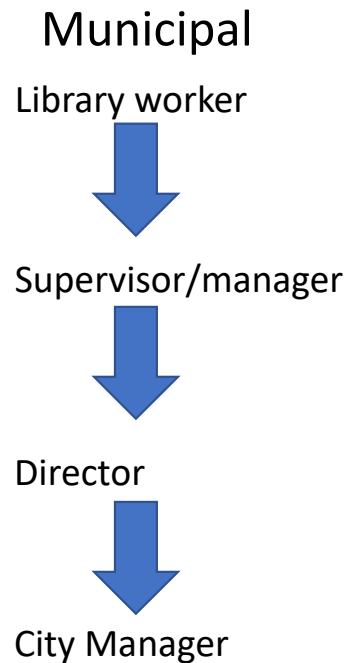 Municipal
Library worker
Supervisor/manager
Director
City Manager